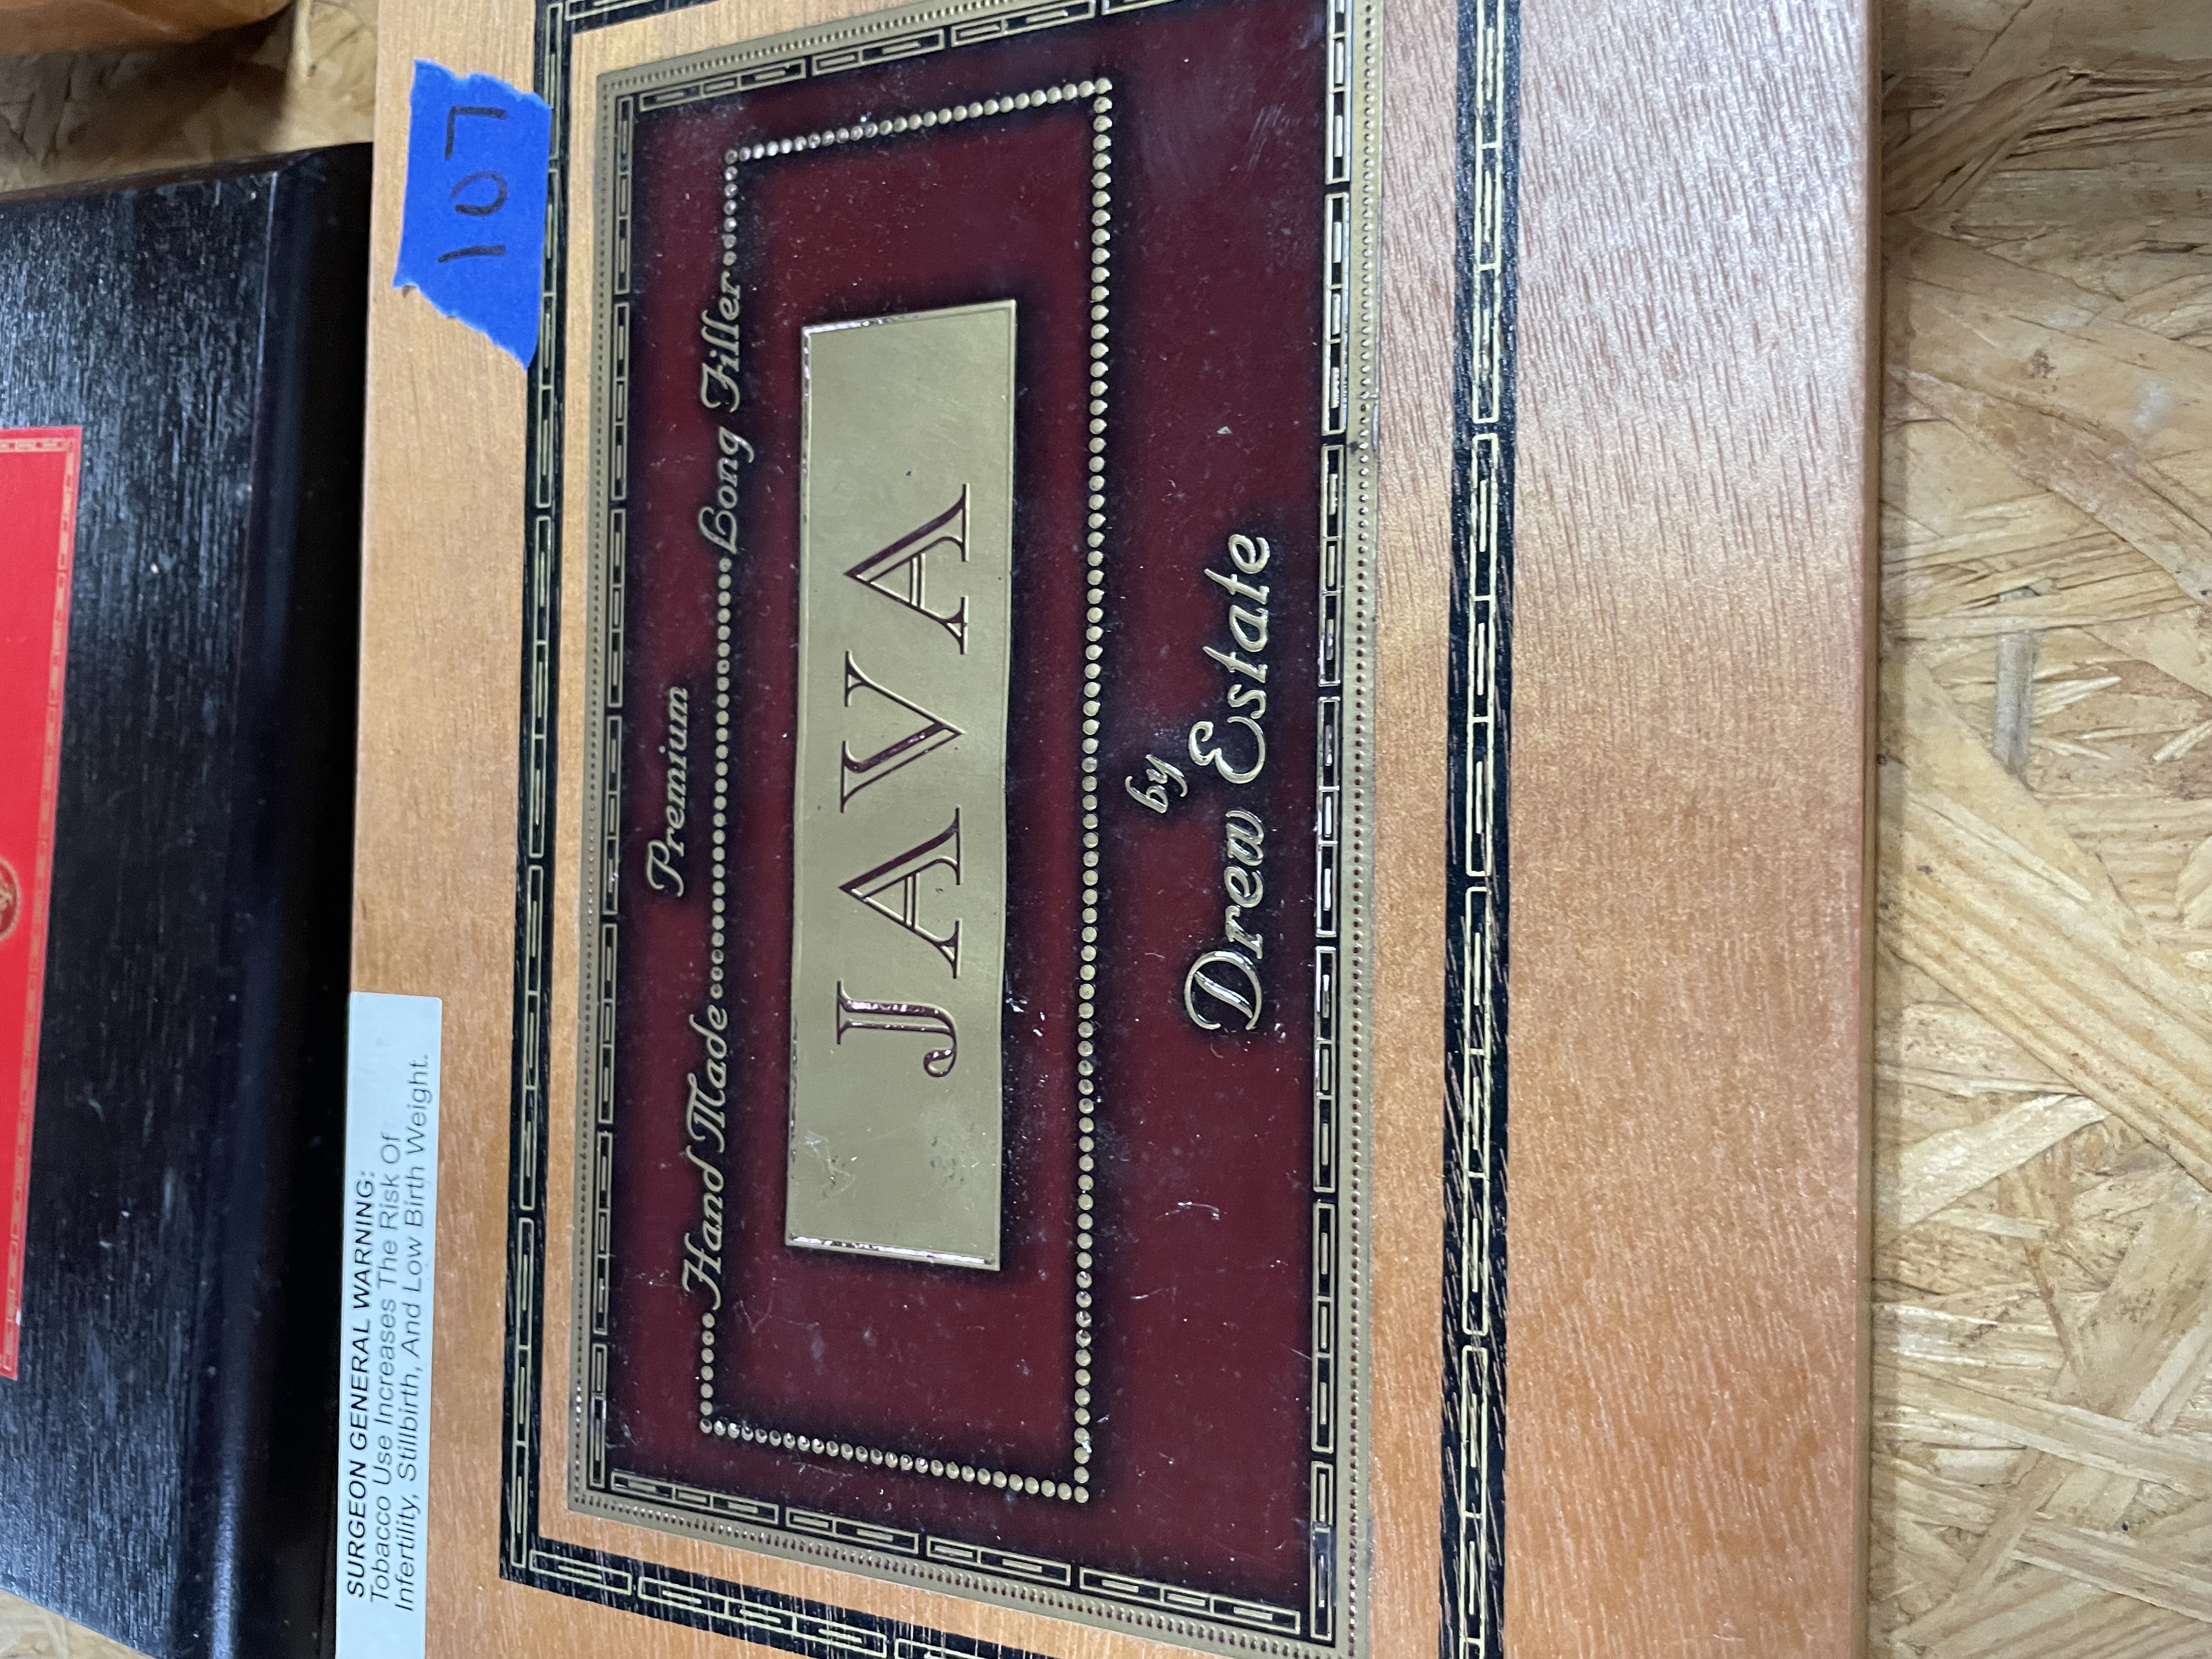 107
Premium
Hand Made Long Filler
JAVA
by
Drew Estate
SURGEON GENERAL WARNING:
Tobacco Use Increases The Risk Of
Infertility, Stillbirth, And Low Birth Weight.